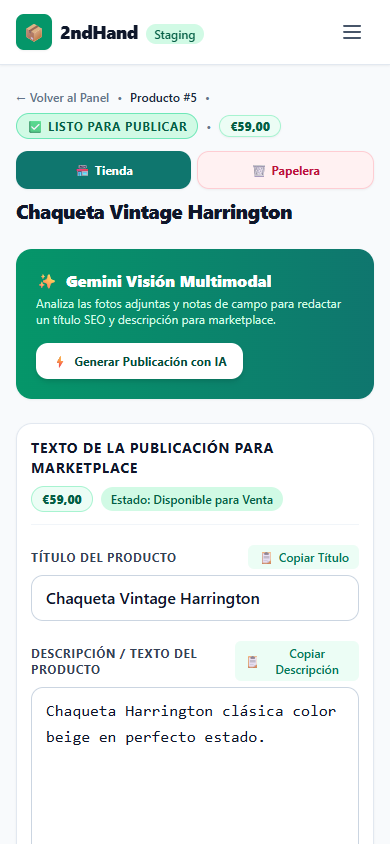 2ndHand Staging
← Volver al Panel • Producto #5 •
✅ LISTO PARA PUBLICAR • €59,00
🏪 Tienda 🗑️ Papelera
Chaqueta Vintage Harrington
✨ Gemini Visión Multimodal
Analiza las fotos adjuntas y notas de campo para redactar
un título SEO y descripción para marketplace.
⚡ Generar Publicación con IA
TEXTO DE LA PUBLICACIÓN PARA
MARKETPLACE
€59,00 Estado: Disponible para Venta
TÍTULO DEL PRODUCTO 📋 Copiar Título
Chaqueta Vintage Harrington
DESCRIPCIÓN / TEXTO DEL
PRODUCTO
📋 Copiar
Descripción
Chaqueta Harrington clásica color
beige en perfecto estado.